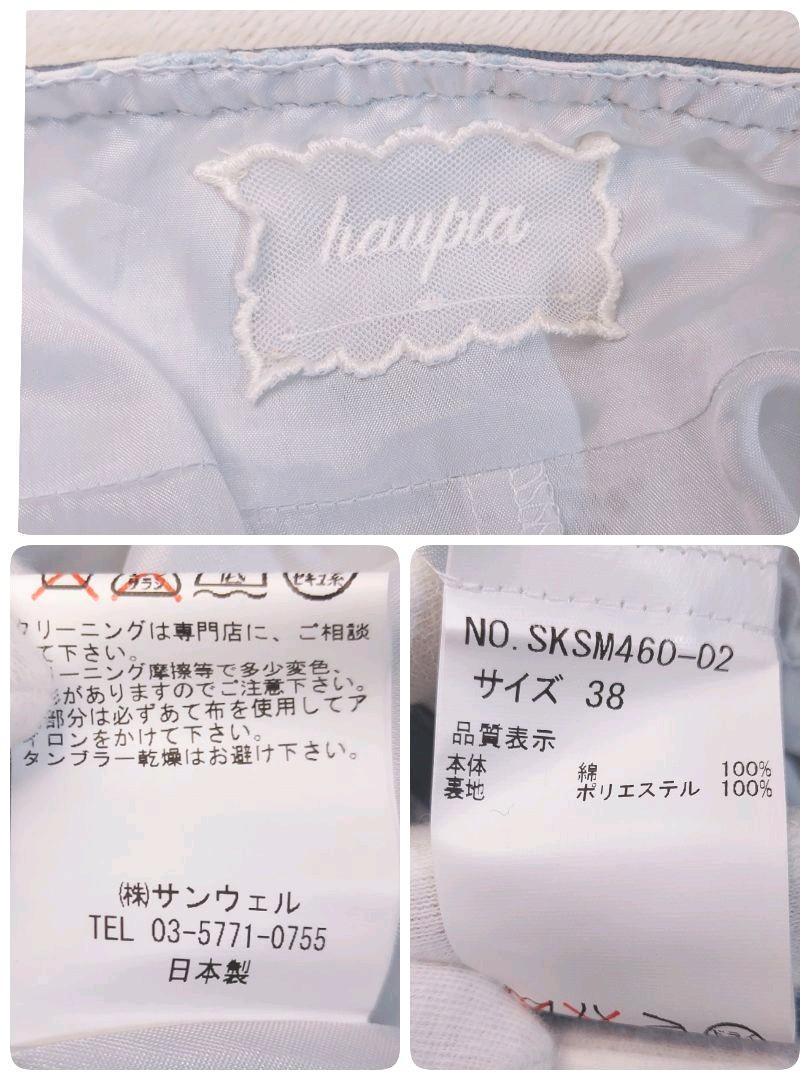 haupia
クリーニングは専門店に、ご相談
て下さい。
ーニング摩擦等で多少変色、
がありますのでご注意下さい。
部分は必ずあて布を使用してア
イロンをかけて下さい。
タンブラー乾燥はお避け下さい。
㈱サンウェル
TEL 03-5771-0755
日本製
NO.SKSM460-02
サイズ 38
品質表示
本体 綿 100%
裏地 ポリエステル 100%